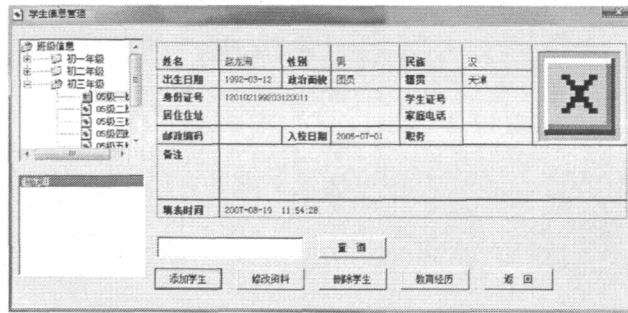 学生信息管理
班级信息
初一年级
初二年级
初三年级
05级一班
05级二班
05级三班
05级四班
05级五班
姓名 赵龙海 性别 男 民族 汉
出生日期 1992-03-12 政治面貌 团员 籍贯 天津
身份证号 120102199203120011 学生证号
居住住址 家庭电话
邮政编码 入校日期 2005-07-01 职务
备注
填表时间 2007-08-19 11:54:28
查 询
添加学生 修改资料 删除学生 教育经历 返 回